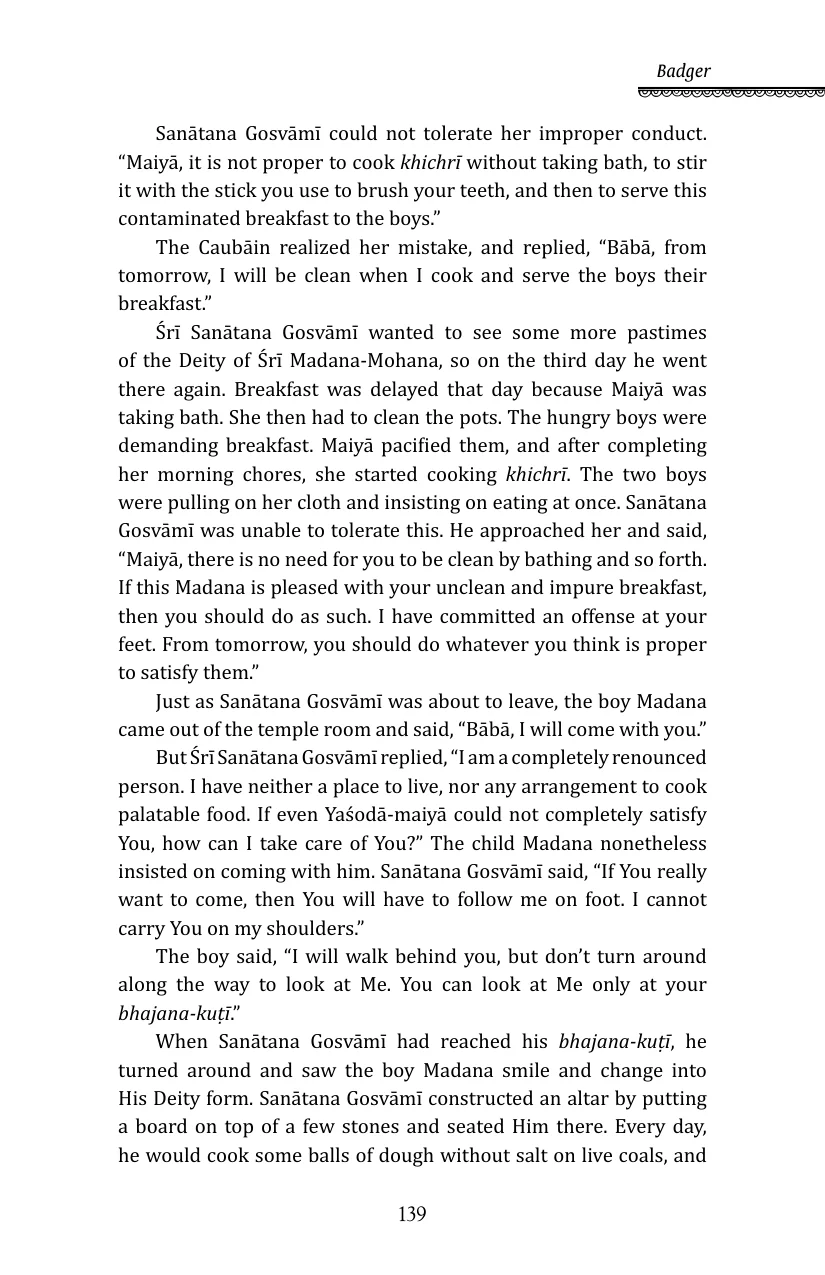 Badger
Sanātana Gosvāmī could not tolerate her improper conduct.
“Maiyā, it is not proper to cook khichrī without taking bath, to stir
it with the stick you use to brush your teeth, and then to serve this
contaminated breakfast to the boys.”
The Caubāin realized her mistake, and replied, “Bābā, from
tomorrow, I will be clean when I cook and serve the boys their
breakfast.”
Śrī Sanātana Gosvāmī wanted to see some more pastimes
of the Deity of Śrī Madana-Mohana, so on the third day he went
there again. Breakfast was delayed that day because Maiyā was
taking bath. She then had to clean the pots. The hungry boys were
demanding breakfast. Maiyā pacified them, and after completing
her morning chores, she started cooking khichrī. The two boys
were pulling on her cloth and insisting on eating at once. Sanātana
Gosvāmī was unable to tolerate this. He approached her and said,
“Maiyā, there is no need for you to be clean by bathing and so forth.
If this Madana is pleased with your unclean and impure breakfast,
then you should do as such. I have committed an offense at your
feet. From tomorrow, you should do whatever you think is proper
to satisfy them.”
Just as Sanātana Gosvāmī was about to leave, the boy Madana
came out of the temple room and said, “Bābā, I will come with you.”
But Śrī Sanātana Gosvāmī replied, “I am a completely renounced
person. I have neither a place to live, nor any arrangement to cook
palatable food. If even Yaśodā-maiyā could not completely satisfy
You, how can I take care of You?” The child Madana nonetheless
insisted on coming with him. Sanātana Gosvāmī said, “If You really
want to come, then You will have to follow me on foot. I cannot
carry You on my shoulders.”
The boy said, “I will walk behind you, but don’t turn around
along the way to look at Me. You can look at Me only at your
bhajana-kuṭī.”
When Sanātana Gosvāmī had reached his bhajana-kuṭī, he
turned around and saw the boy Madana smile and change into
His Deity form. Sanātana Gosvāmī constructed an altar by putting
a board on top of a few stones and seated Him there. Every day,
he would cook some balls of dough without salt on live coals, and
139